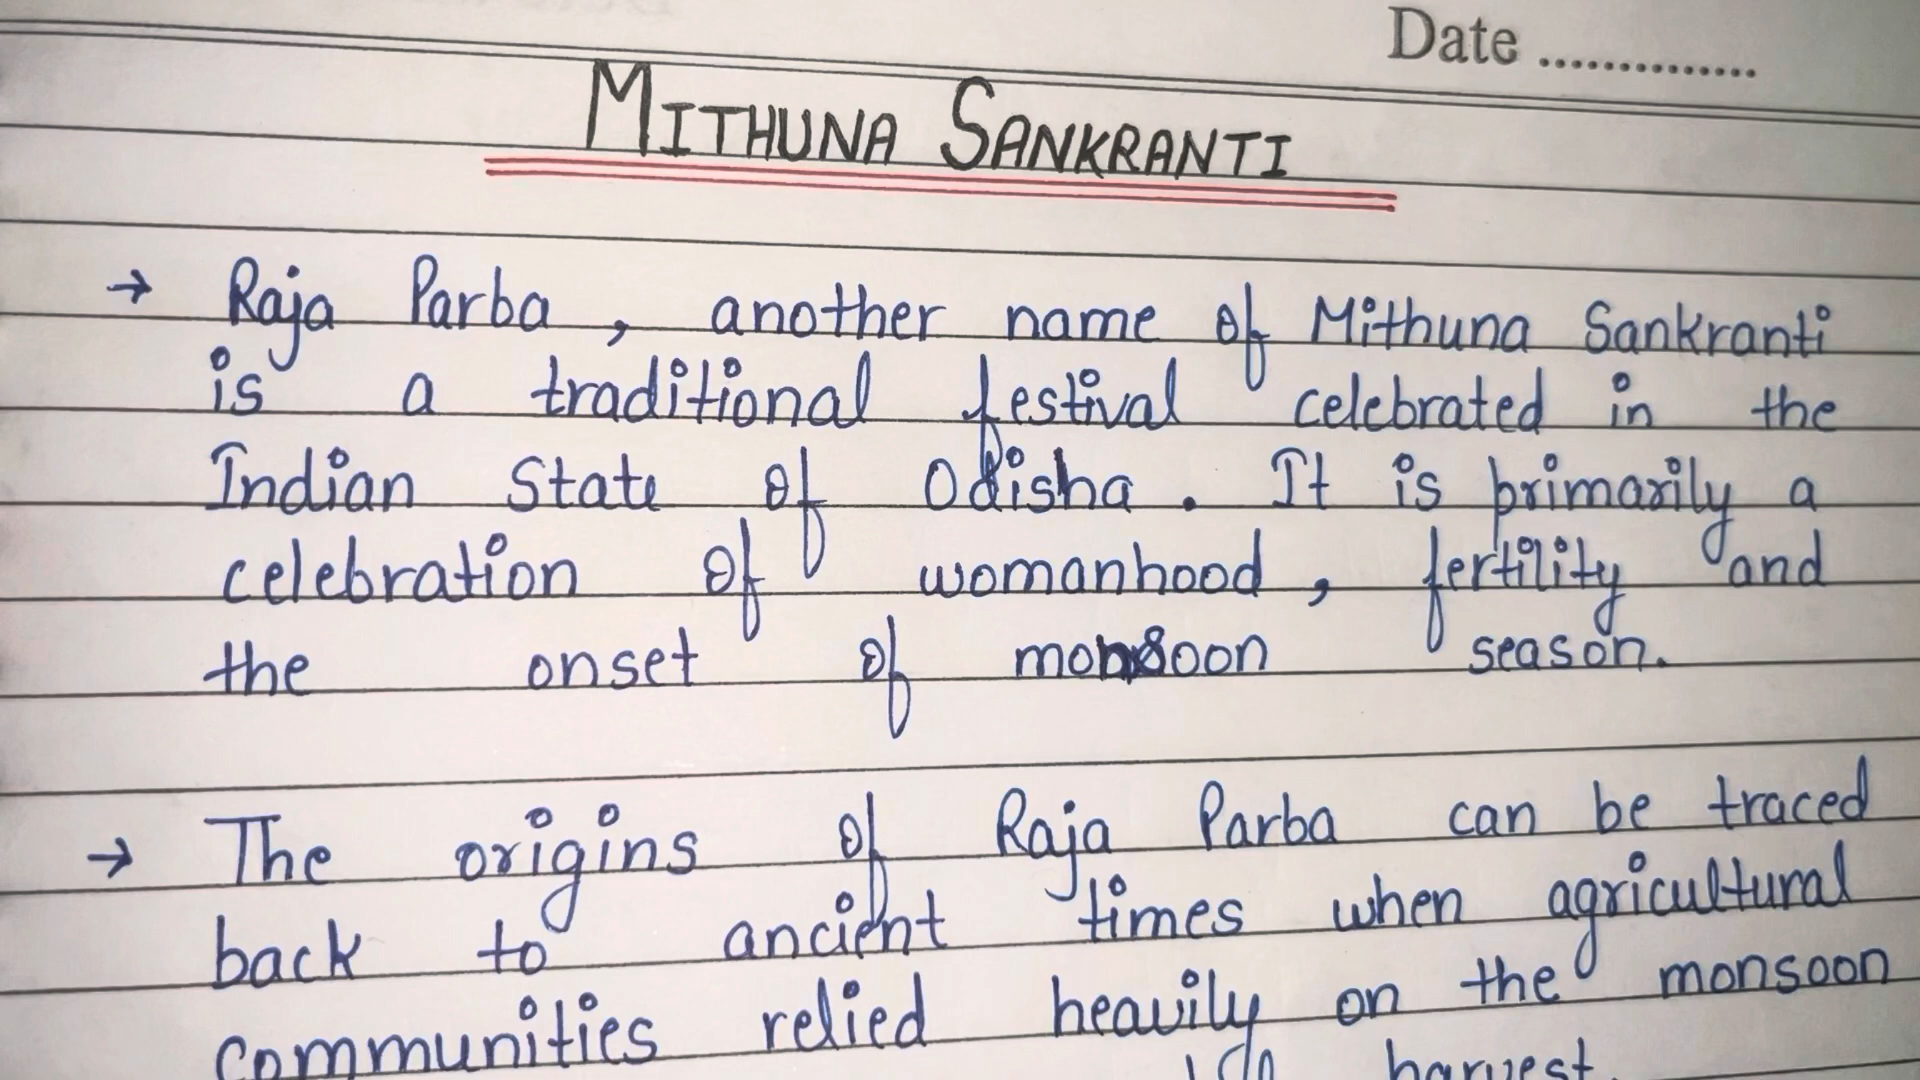 Date ..............
MITHUNA SANKRANTI
→ Raja Parba, another name of Mithuna Sankranti
is a traditional festival celebrated in the
Indian State of Odisha. It is primarily a
celebration of womanhood, fertility and
the onset of monsoon season.
→ The origins of Raja Parba can be traced
back to ancient times when agricultural
communities relied heavily on the monsoon
harvest.